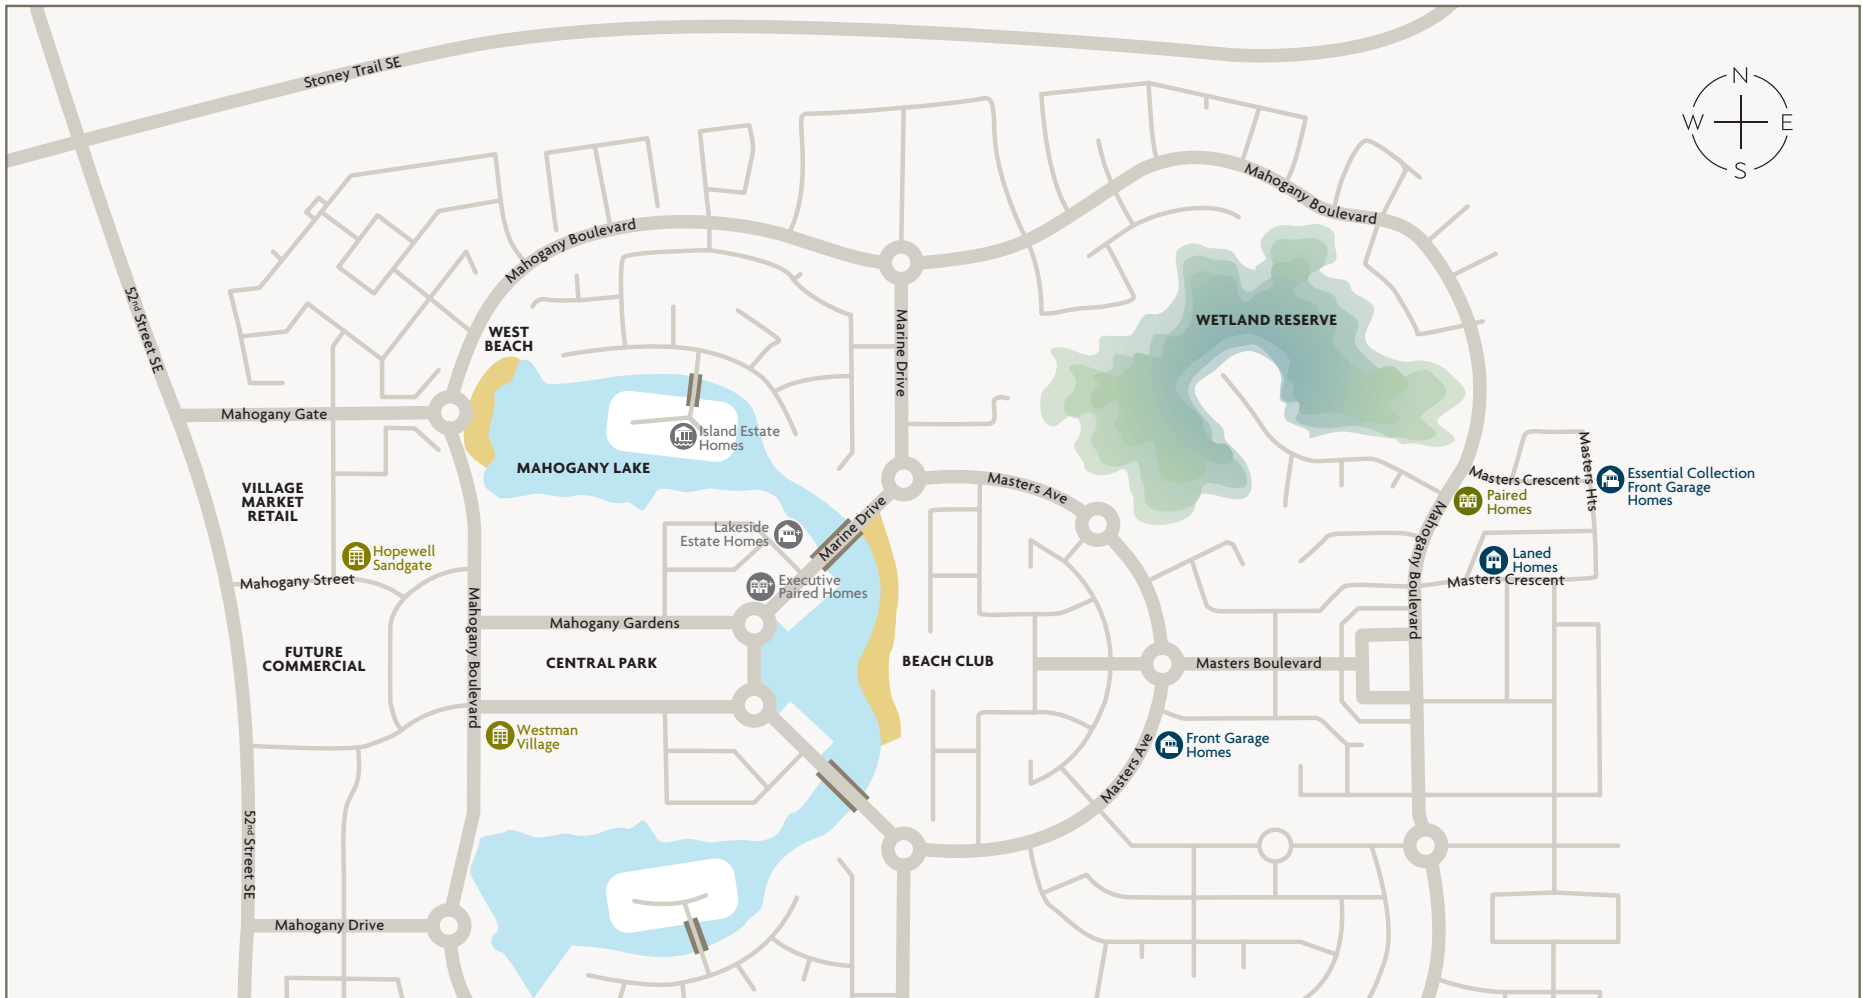 Stoney Trail SE
N
W E
S
Mahogany Boulevard
Mahogany Boulevard
52nd Street SE
WEST
BEACH
Marine Drive
WETLAND RESERVE
Mahogany Gate
Island Estate
Homes
MAHOGANY LAKE
VILLAGE
MARKET
RETAIL
Masters Ave
Masters Crescent
Masters Hts
Essential Collection
Front Garage
Homes
Paired
Homes
Lakeside
Estate Homes
Marine Drive
Mahogany Boulevard
Hopewell
Sandgate
Laned
Homes
Mahogany Street
Masters Crescent
Executive
Paired Homes
Mahogany Boulevard
Mahogany Gardens
FUTURE
COMMERCIAL
CENTRAL PARK
BEACH CLUB
Masters Boulevard
Westman
Village
Front Garage
Homes
Masters Ave
52nd Street SE
Mahogany Drive